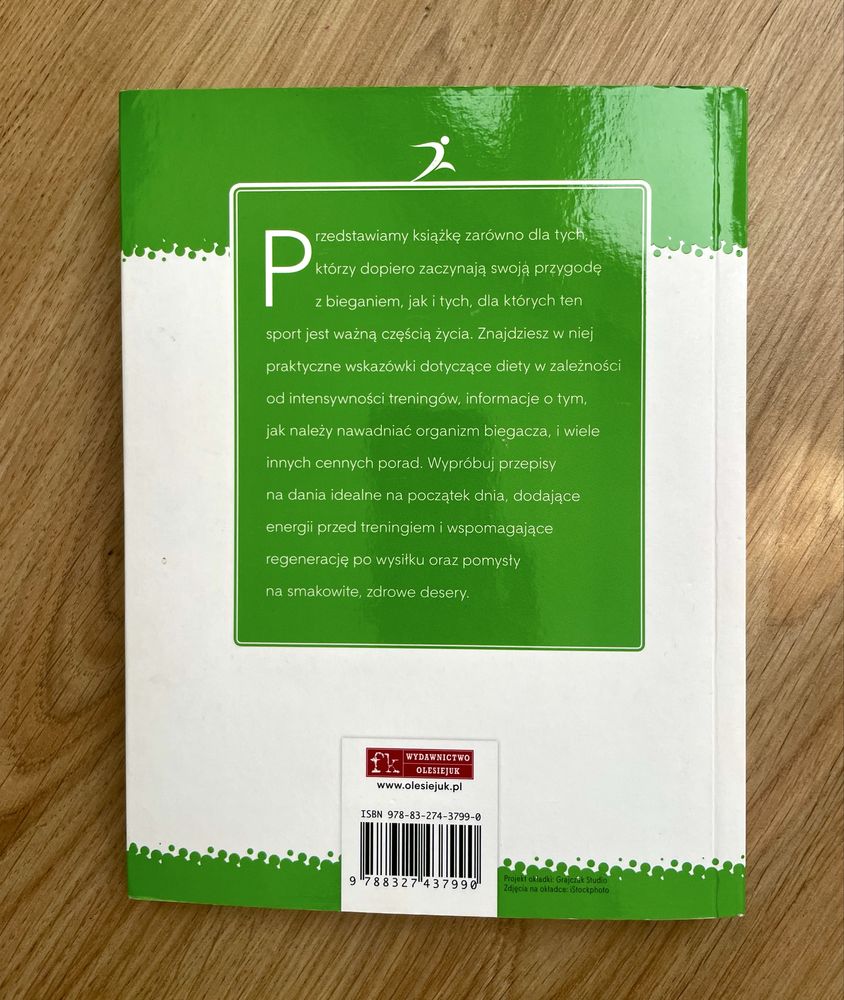 Przedstawiamy książkę zarówno dla tych,
którzy dopiero zaczynają swoją przygodę
z bieganiem, jak i tych, dla których ten
sport jest ważną częścią życia. Znajdziesz w niej
praktyczne wskazówki dotyczące diety w zależności
od intensywności treningów, informacje o tym,
jak należy nawadniać organizm biegacza, i wiele
innych cennych porad. Wypróbuj przepisy
na dania idealne na początek dnia, dodające
energii przed treningiem i wspomagające
regenerację po wysiłku oraz pomysły
na smakowite, zdrowe desery.
fk WYDAWNICTWO
OLESIEJUK
www.olesiejuk.pl
ISBN 978-83-274-3799-0
9 788327 437990
Projekt okładki: Grajczak Studio
Zdjęcia na okładce: iStockphoto